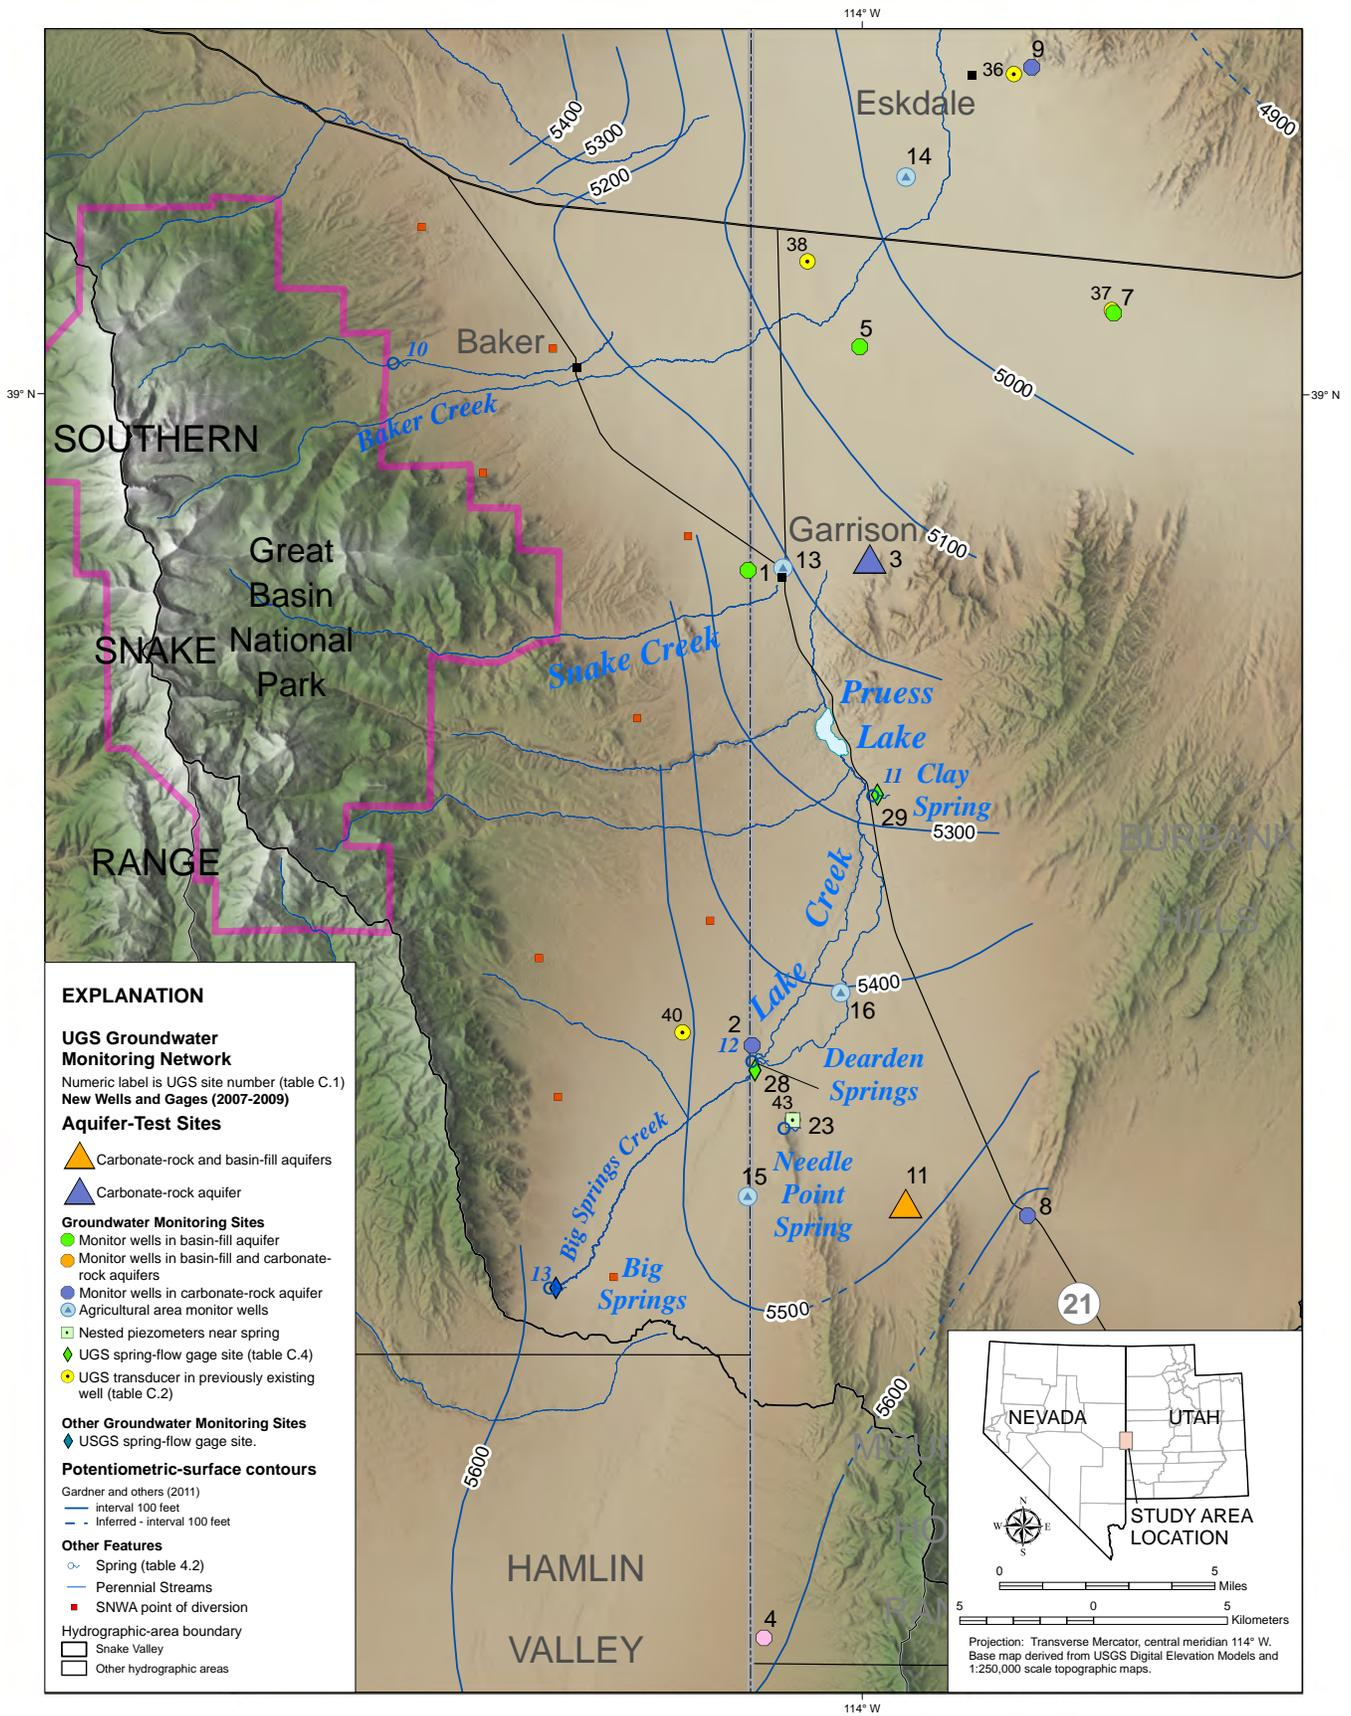 114° W
9
36
Eskdale
4900
5400
5300
5200
14
38
37
7
5
Baker
10
39° N
39° N
5000
Baker Creek
SOUTHERN
Garrison
5100
Great
Basin
National
Park
1
13
3
SNAKE
Snake Creek
Pruess
Lake
11 Clay
Spring
29
5300
BURBANK
HILLS
RANGE
Lake Creek
5400
16
40
2
12
Dearden
Springs
28
43
23
Needle
Point
Spring
15
11
8
Big Springs Creek
13
Big
Springs
5500
21
5600
5600
MOUN
HO
RAN
HAMLIN
VALLEY
4
EXPLANATION
UGS Groundwater
Monitoring Network
Numeric label is UGS site number (table C.1)
New Wells and Gages (2007-2009)
Aquifer-Test Sites
Carbonate-rock and basin-fill aquifers
Carbonate-rock aquifer
Groundwater Monitoring Sites
Monitor wells in basin-fill aquifer
Monitor wells in basin-fill and carbonate-
rock aquifers
Monitor wells in carbonate-rock aquifer
Agricultural area monitor wells
Nested piezometers near spring
UGS spring-flow gage site (table C.4)
UGS transducer in previously existing
well (table C.2)
Other Groundwater Monitoring Sites
USGS spring-flow gage site.
Potentiometric-surface contours
Gardner and others (2011)
interval 100 feet
Inferred - interval 100 feet
Other Features
Spring (table 4.2)
Perennial Streams
SNWA point of diversion
Hydrographic-area boundary
Snake Valley
Other hydrographic areas
NEVADA
UTAH
STUDY AREA
LOCATION
N
W E
S
0 5
Miles
5 0 5
Kilometers
Projection: Transverse Mercator, central meridian 114° W.
Base map derived from USGS Digital Elevation Models and
1:250,000 scale topographic maps.
114° W